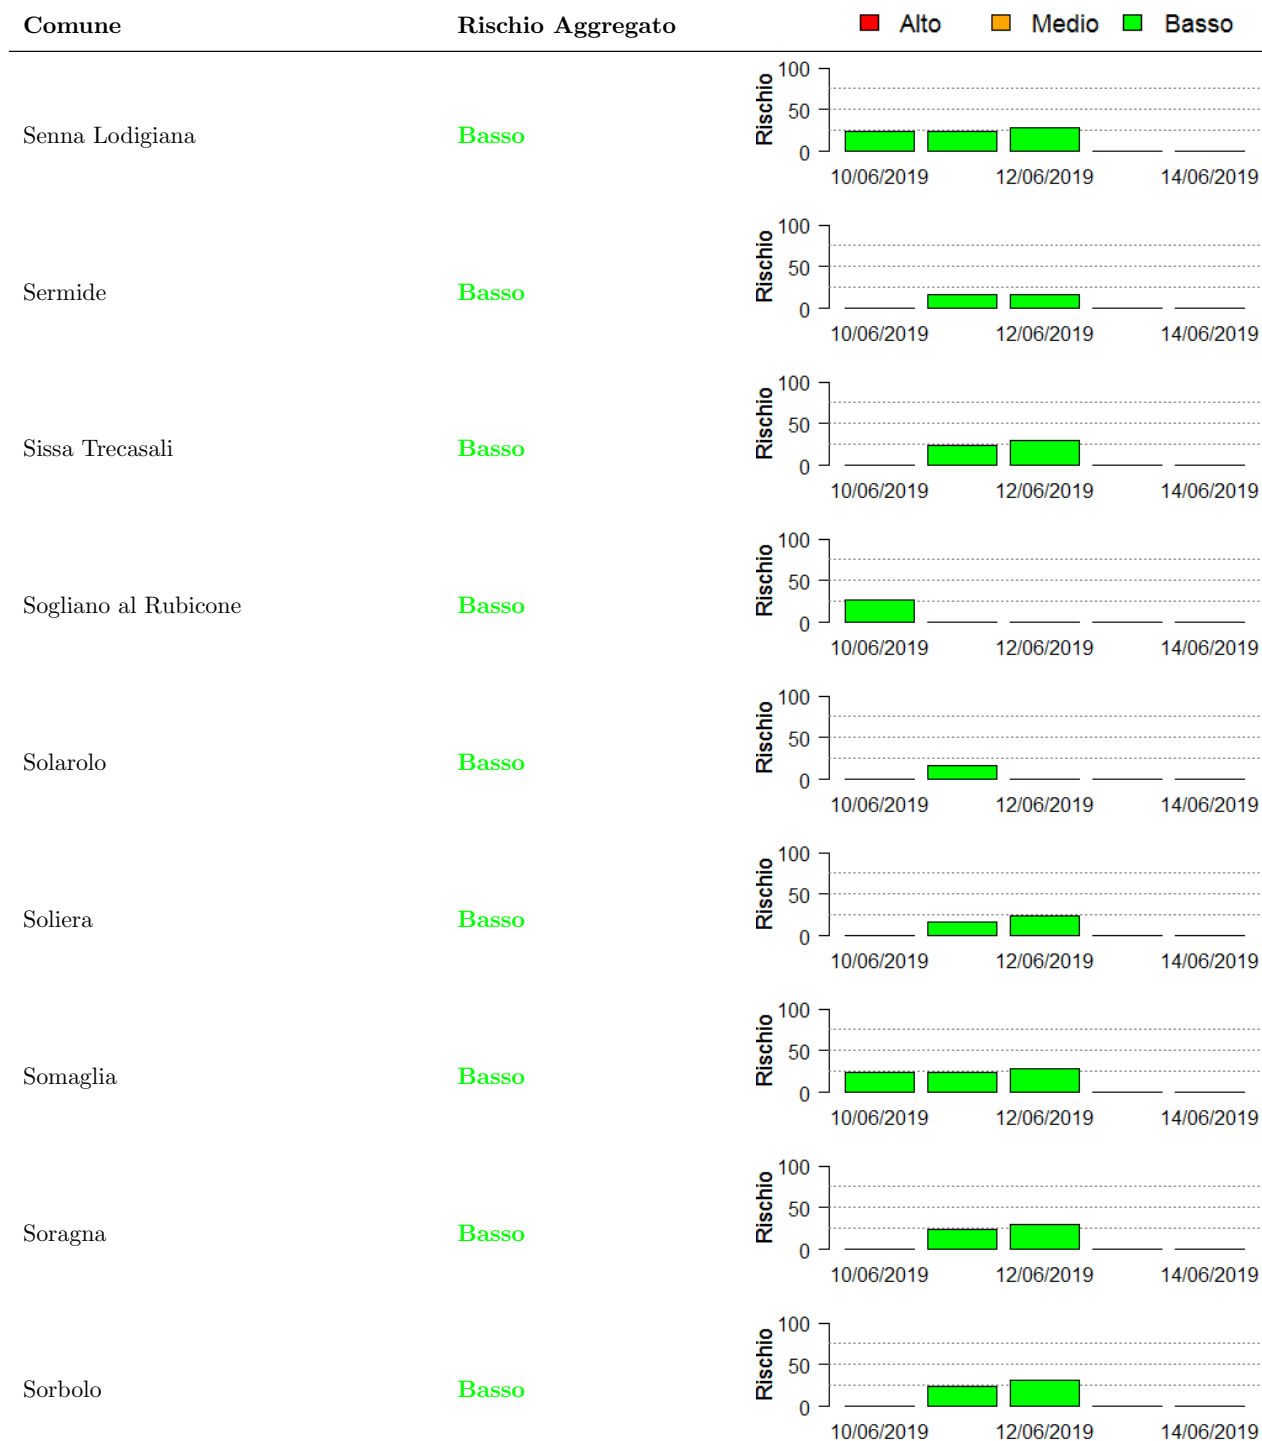 Comune Rischio Aggregato Alto Medio Basso
Senna Lodigiana Basso
Rischio
100
50
0
10/06/2019 12/06/2019 14/06/2019
Sermide Basso
Rischio
100
50
0
10/06/2019 12/06/2019 14/06/2019
Sissa Trecasali Basso
Rischio
100
50
0
10/06/2019 12/06/2019 14/06/2019
Sogliano al Rubicone Basso
Rischio
100
50
0
10/06/2019 12/06/2019 14/06/2019
Solarolo Basso
Rischio
100
50
0
10/06/2019 12/06/2019 14/06/2019
Soliera Basso
Rischio
100
50
0
10/06/2019 12/06/2019 14/06/2019
Somaglia Basso
Rischio
100
50
0
10/06/2019 12/06/2019 14/06/2019
Soragna Basso
Rischio
100
50
0
10/06/2019 12/06/2019 14/06/2019
Sorbolo Basso
Rischio
100
50
0
10/06/2019 12/06/2019 14/06/2019